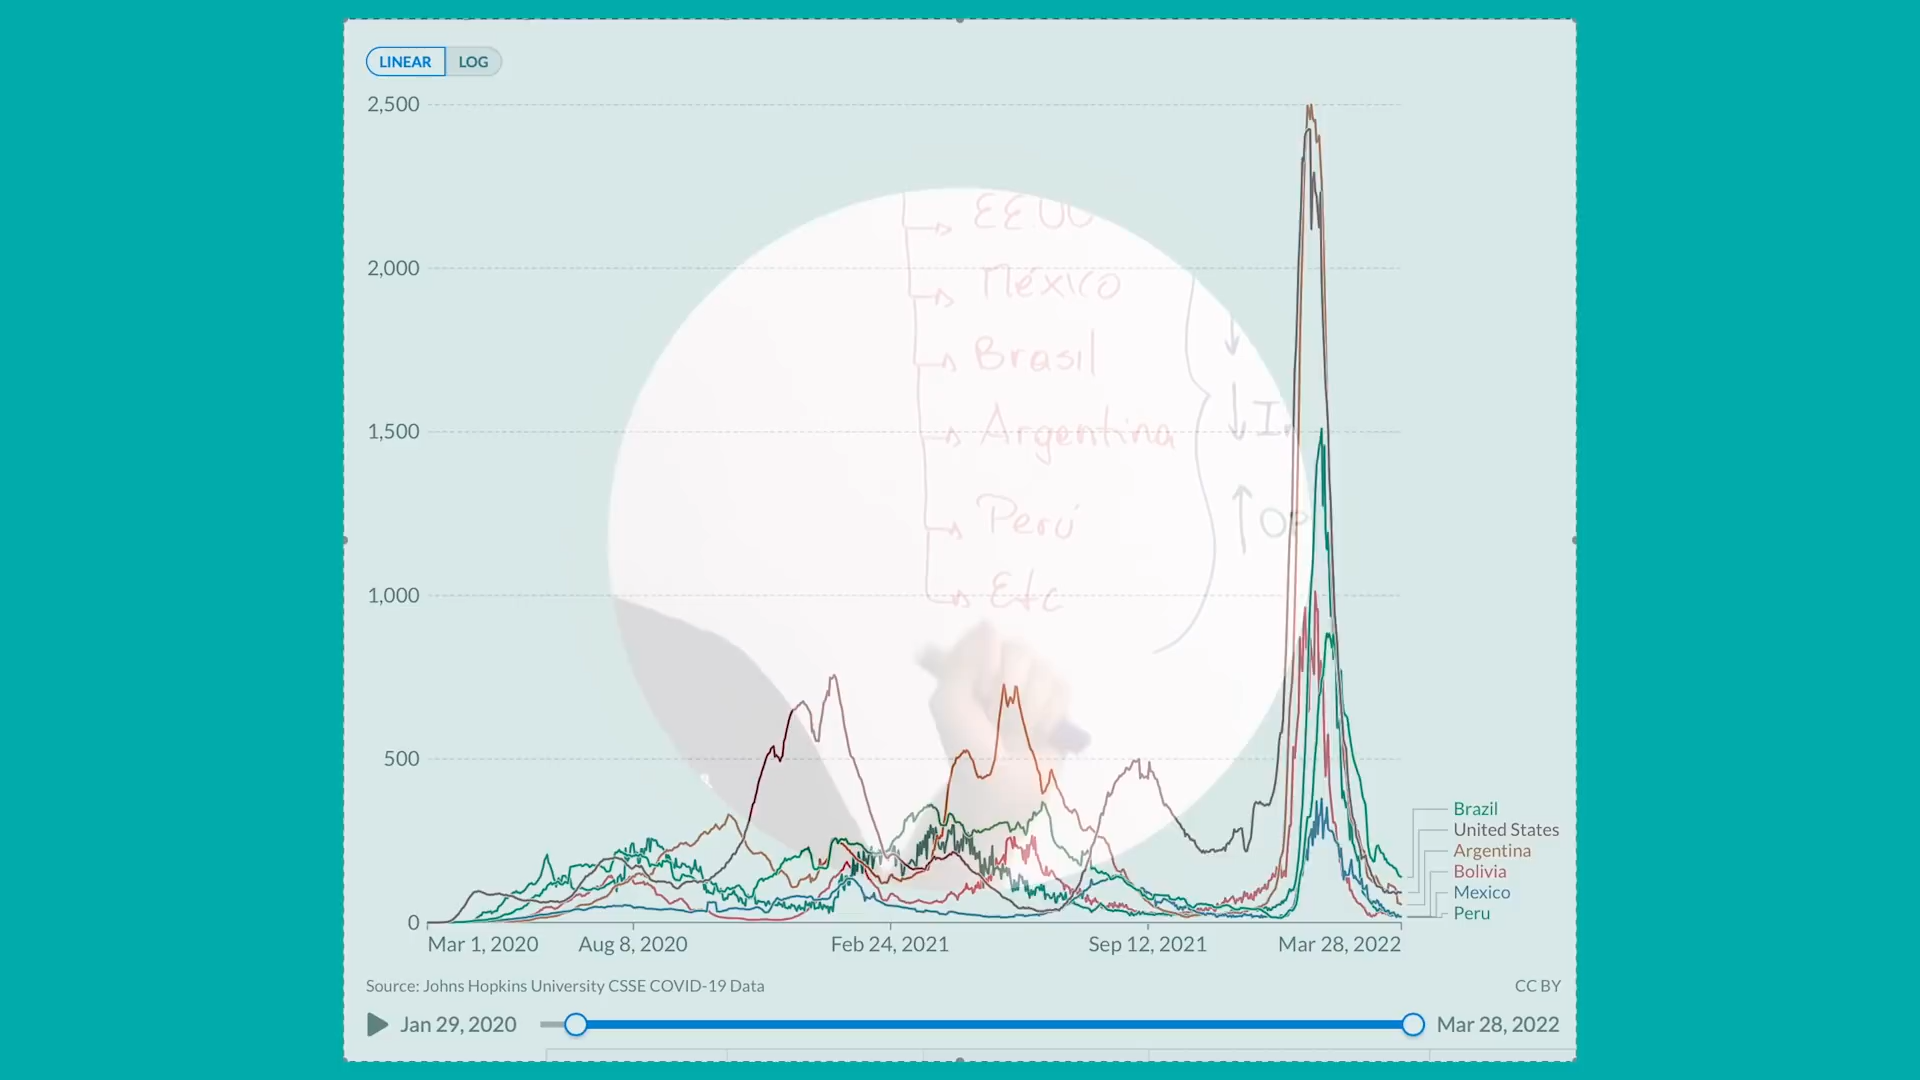 LINEAR LOG
2,500
2,000
1,500
1,000
500
0
EEUU
México
Brasil
Argentina
Perú
Etc
Brazil
United States
Argentina
Bolivia
Mexico
Peru
Mar 1, 2020 Aug 8, 2020 Feb 24, 2021 Sep 12, 2021 Mar 28, 2022
Source: Johns Hopkins University CSSE COVID-19 Data CC BY
Jan 29, 2020 Mar 28, 2022